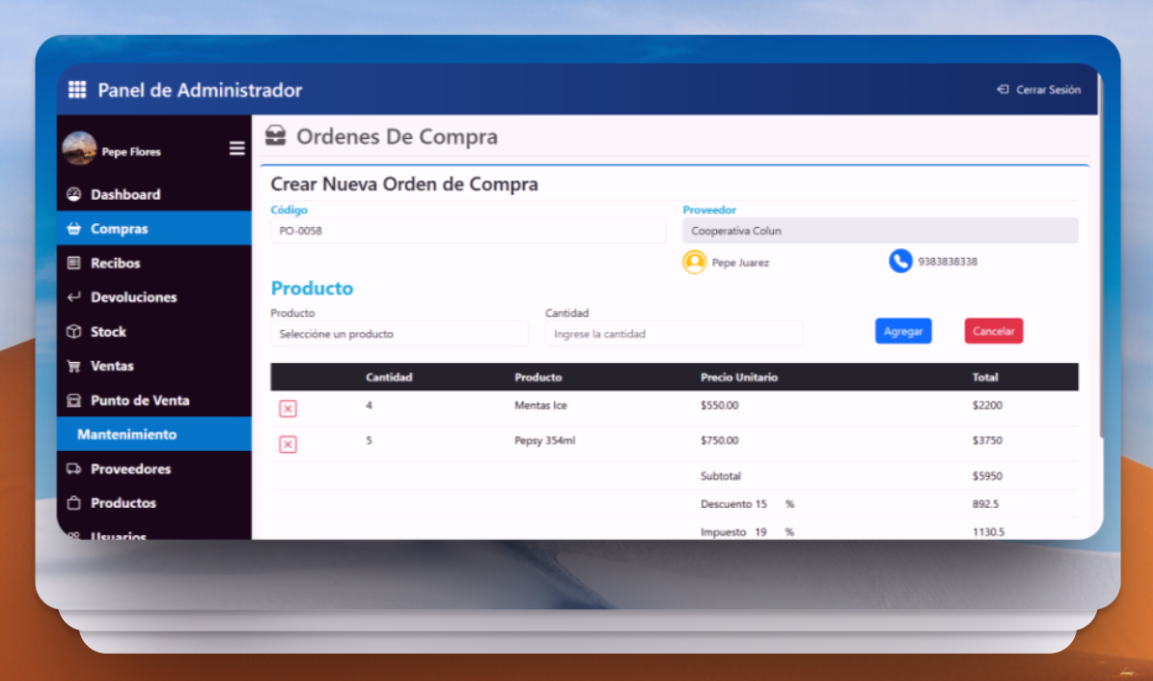 Panel de Administrador
Cerrar Sesión
Pepe Flores
Dashboard
Compras
Recibos
Devoluciones
Stock
Ventas
Punto de Venta
Mantenimiento
Proveedores
Productos
Usuarios
Ordenes De Compra
Crear Nueva Orden de Compra
Código
Proveedor
PO-0058
Cooperativa Colun
Pepe Juarez
9383838338
Producto
Producto
Cantidad
Seleccióne un producto
Ingrese la cantidad
Agregar
Cancelar
Cantidad Producto Precio Unitario Total
4 Mentas Ice $550.00 $2200
5 Pepsy 354ml $750.00 $3750
Subtotal $5950
Descuento 15 % 892.5
Impuesto 19 % 1130.5